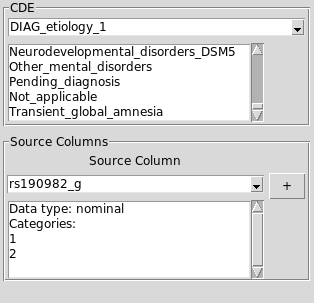 CDE
DIAG_etiology_1
Neurodevelopmental_disorders_DSM5
Other_mental_disorders
Pending_diagnosis
Not_applicable
Transient_global_amnesia
Source Columns
Source Column
rs190982_g
+
Data type: nominal
Categories:
1
2